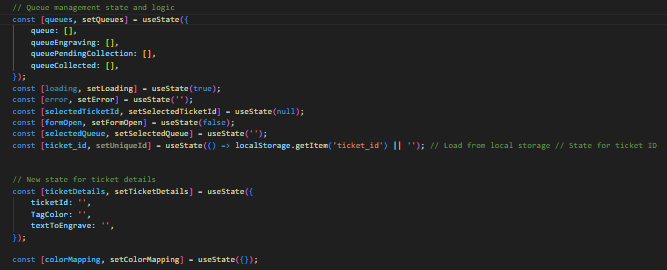 // Queue management state and logic
const [queues, setQueues] = useState({
    queue: [],
    queueEngraving: [],
    queuePendingCollection: [],
    queueCollected: [],
});
const [loading, setLoading] = useState(true);
const [error, setError] = useState('');
const [selectedTicketId, setSelectedTicketId] = useState(null);
const [formOpen, setFormOpen] = useState(false);
const [selectedQueue, setSelectedQueue] = useState('');
const [ticket_id, setUniqueId] = useState(() => localStorage.getItem('ticket_id') || ''); // Load from local storage // State for ticket ID
// New state for ticket details
const [ticketDetails, setTicketDetails] = useState({
    ticketId: '',
    TagColor: '',
    textToEngrave: '',
});
const [colorMapping, setColorMapping] = useState({});